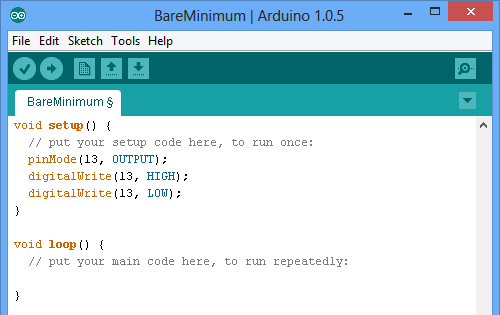 BareMinimum | Arduino 1.0.5
File Edit Sketch Tools Help
BareMinimum §
void setup() {
  // put your setup code here, to run once:
  pinMode(13, OUTPUT);
  digitalWrite(13, HIGH);
  digitalWrite(13, LOW);
}
void loop() {
  // put your main code here, to run repeatedly:
}